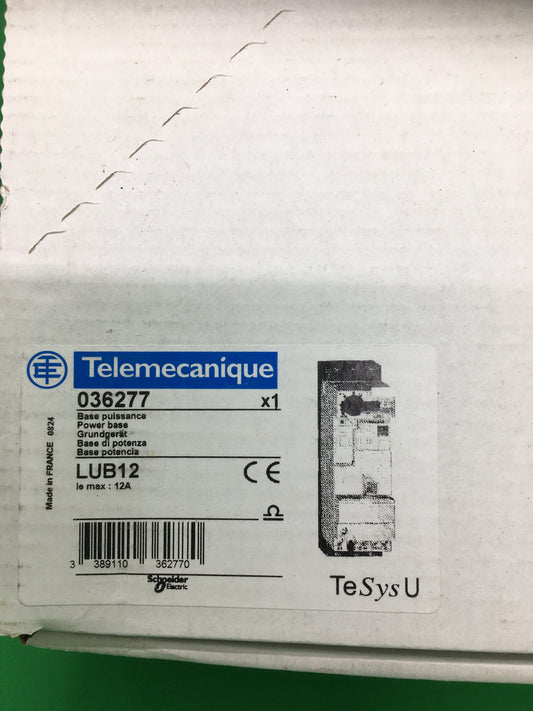 Telemecanique
036277 x1
Base puissance
Power base
Grundgerät
Base di potenza
Base potencia
LUB12 CE
Ie max : 12A
Made in FRANCE 0824
3 389110 362770
Schneider
Electric
TeSys U